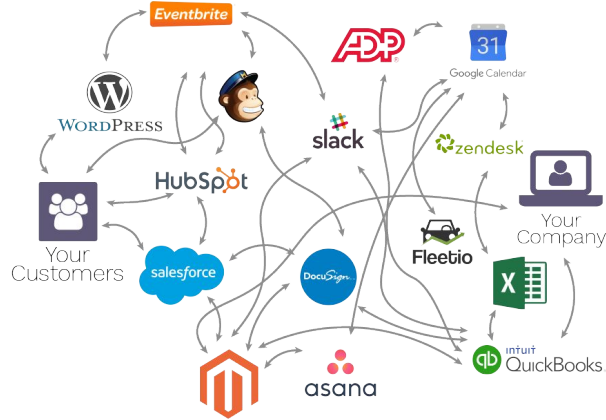 Eventbrite
ADP
31
Google Calendar
WORDPRESS
slack
zendesk
HubSpot
Your
Customers
Your
Company
salesforce
DocuSign
Fleetio
X
intuit
qb QuickBooks.
asana